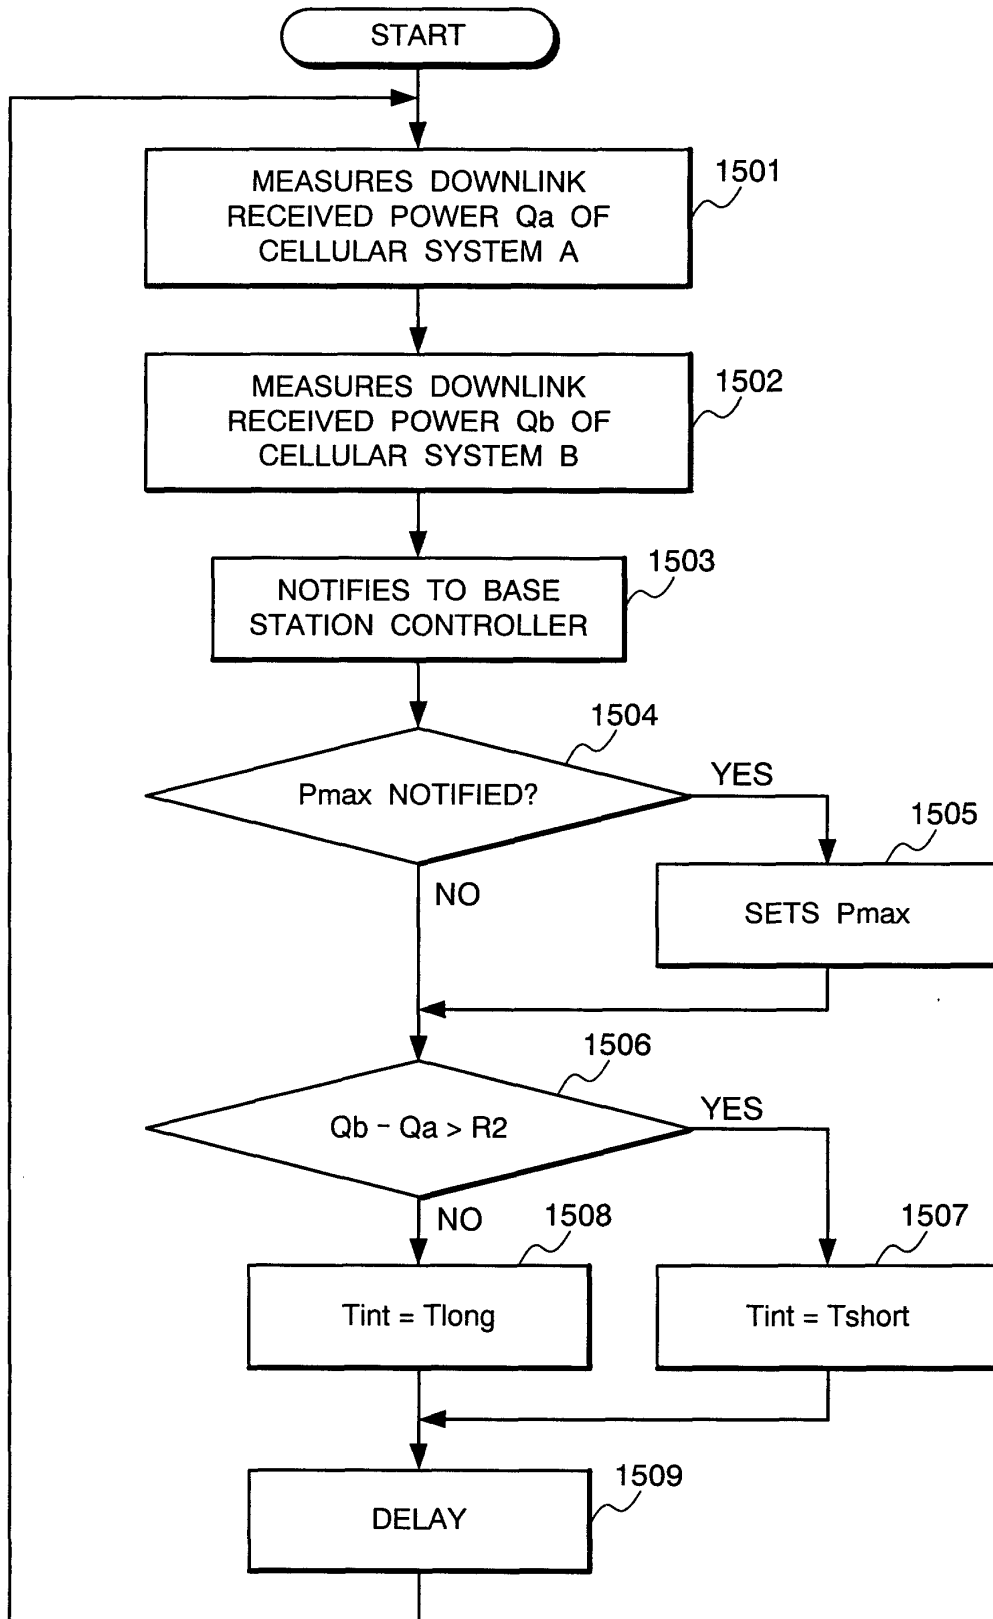 START
1501
MEASURES DOWNLINK
RECEIVED POWER Qa OF
CELLULAR SYSTEM A
1502
MEASURES DOWNLINK
RECEIVED POWER Qb OF
CELLULAR SYSTEM B
1503
NOTIFIES TO BASE
STATION CONTROLLER
1504
Pmax NOTIFIED?
YES
1505
NO
SETS Pmax
1506
Qb - Qa > R2
YES
NO
1508
1507
Tint = Tlong
Tint = Tshort
1509
DELAY